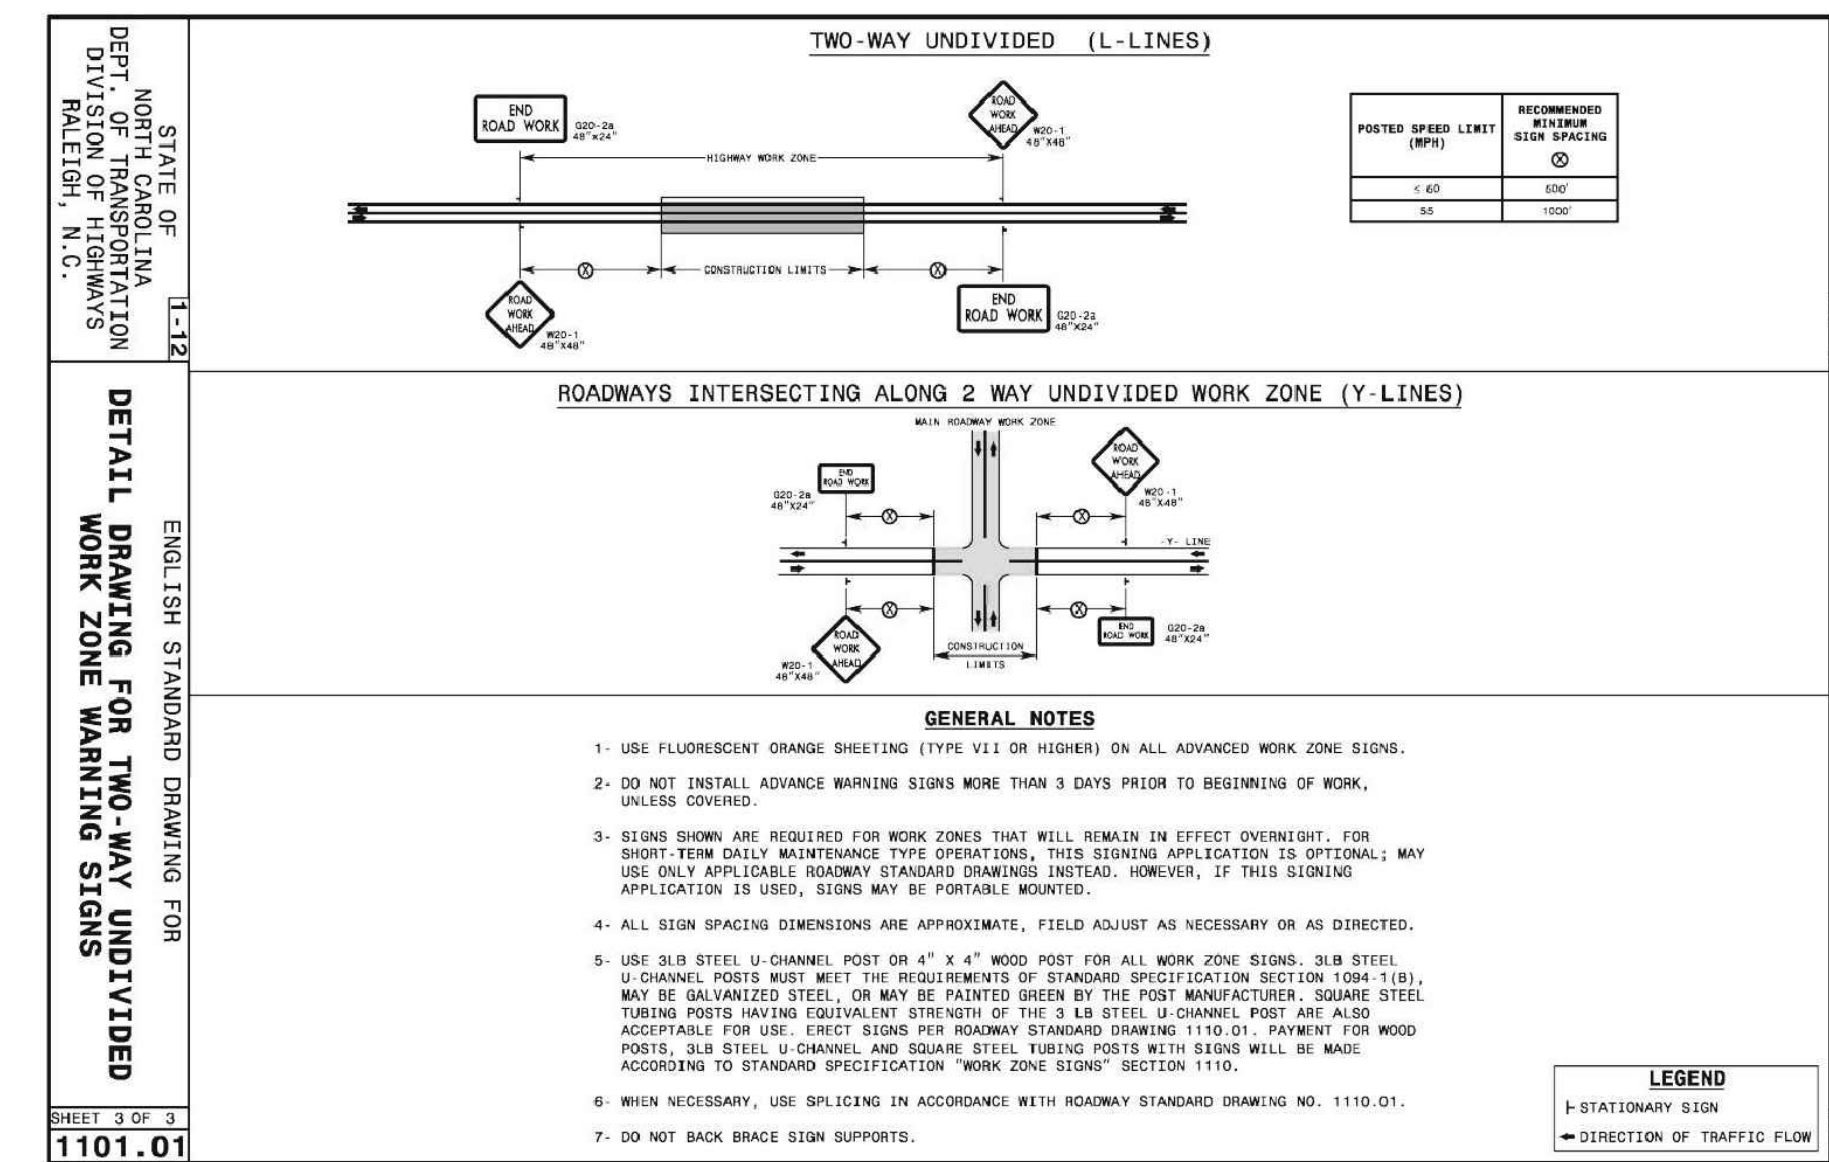 STATE OF
NORTH CAROLINA
DEPT. OF TRANSPORTATION
DIVISION OF HIGHWAYS
RALEIGH, N.C.
1-12
ENGLISH STANDARD DRAWING FOR
DETAIL DRAWING FOR TWO-WAY UNDIVIDED
WORK ZONE WARNING SIGNS
SHEET 3 OF 3
1101.01
TWO-WAY UNDIVIDED (L-LINES)
END
ROAD WORK
G20-2a
48"x24"
ROAD
WORK
AHEAD
W20-1
48"X48"
HIGHWAY WORK ZONE
X
CONSTRUCTION LIMITS
X
ROAD
WORK
AHEAD
W20-1
48"X48"
END
ROAD WORK
G20-2a
48"X24"
POSTED SPEED LIMIT
(MPH)
RECOMMENDED
MINIMUM
SIGN SPACING
X
55
1000'
ROADWAYS INTERSECTING ALONG 2 WAY UNDIVIDED WORK ZONE (Y-LINES)
MAIN ROADWAY WORK ZONE
END
ROAD WORK
G20-2a
48"X24"
ROAD
WORK
AHEAD
W20-1
48"X48"
X
X
-Y- LINE
X
X
ROAD
WORK
AHEAD
W20-1
48"X48"
CONSTRUCTION
LIMITS
END
ROAD WORK
G20-2a
48"X24"
GENERAL NOTES
1- USE FLUORESCENT ORANGE SHEETING (TYPE VII OR HIGHER) ON ALL ADVANCED WORK ZONE SIGNS.
2- DO NOT INSTALL ADVANCE WARNING SIGNS MORE THAN 3 DAYS PRIOR TO BEGINNING OF WORK,
UNLESS COVERED.
3- SIGNS SHOWN ARE REQUIRED FOR WORK ZONES THAT WILL REMAIN IN EFFECT OVERNIGHT. FOR
SHORT-TERM DAILY MAINTENANCE TYPE OPERATIONS, THIS SIGNING APPLICATION IS OPTIONAL; MAY
USE ONLY APPLICABLE ROADWAY STANDARD DRAWINGS INSTEAD. HOWEVER, IF THIS SIGNING
APPLICATION IS USED, SIGNS MAY BE PORTABLE MOUNTED.
4- ALL SIGN SPACING DIMENSIONS ARE APPROXIMATE, FIELD ADJUST AS NECESSARY OR AS DIRECTED.
5- USE 3LB STEEL U-CHANNEL POST OR 4" X 4" WOOD POST FOR ALL WORK ZONE SIGNS. 3LB STEEL
U-CHANNEL POSTS MUST MEET THE REQUIREMENTS OF STANDARD SPECIFICATION SECTION 1094-1(B),
MAY BE GALVANIZED STEEL, OR MAY BE PAINTED GREEN BY THE POST MANUFACTURER. SQUARE STEEL
TUBING POSTS HAVING EQUIVALENT STRENGTH OF THE 3 LB STEEL U-CHANNEL POST ARE ALSO
ACCEPTABLE FOR USE. ERECT SIGNS PER ROADWAY STANDARD DRAWING 1110.01. PAYMENT FOR WOOD
POSTS, 3LB STEEL U-CHANNEL AND SQUARE STEEL TUBING POSTS WITH SIGNS WILL BE MADE
ACCORDING TO STANDARD SPECIFICATION "WORK ZONE SIGNS" SECTION 1110.
6- WHEN NECESSARY, USE SPLICING IN ACCORDANCE WITH ROADWAY STANDARD DRAWING NO. 1110.01.
7- DO NOT BACK BRACE SIGN SUPPORTS.
LEGEND
STATIONARY SIGN
DIRECTION OF TRAFFIC FLOW